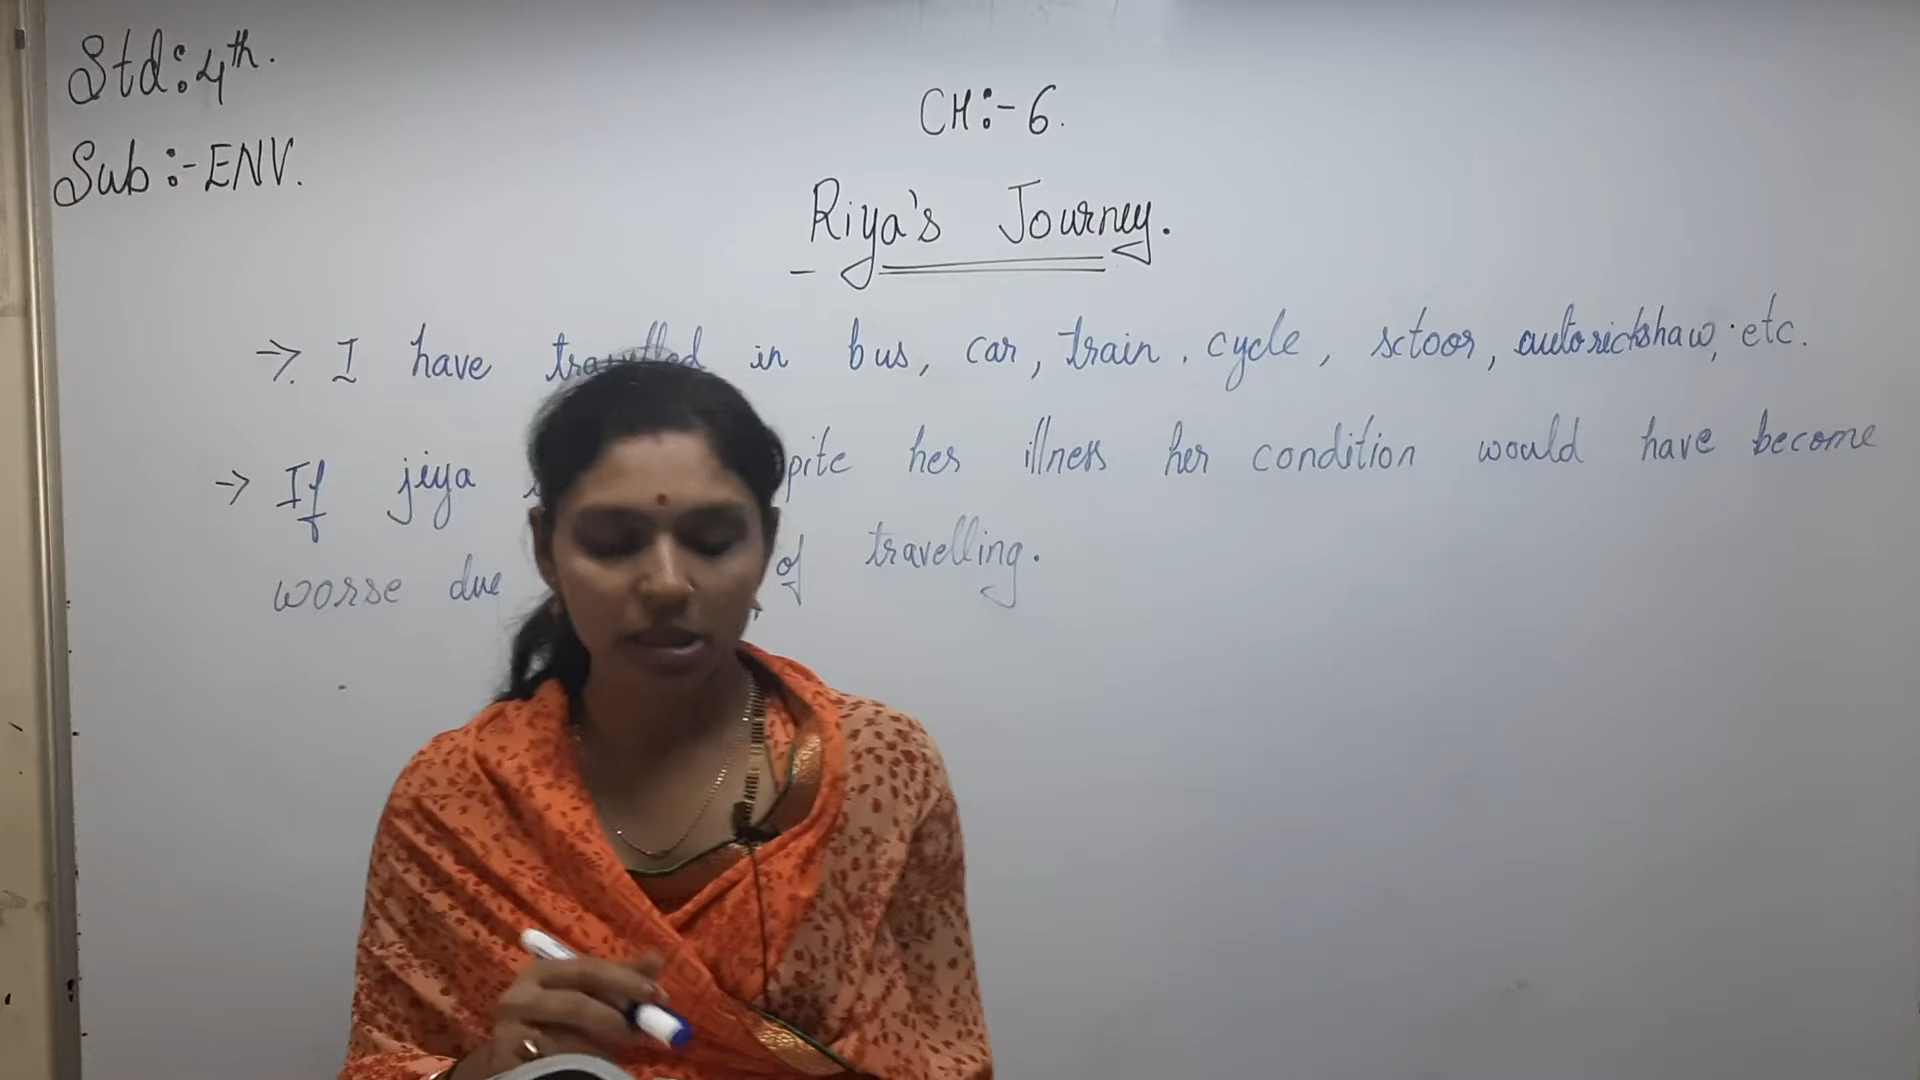 Std:4th.
Sub:-ENV.
CH:-6.
Riya's Journey.
→ I have in bus, car, train, cycle, sctoor, autorickshaw, etc.
→ If jiya her illness her condition would have become
worse due of travelling.